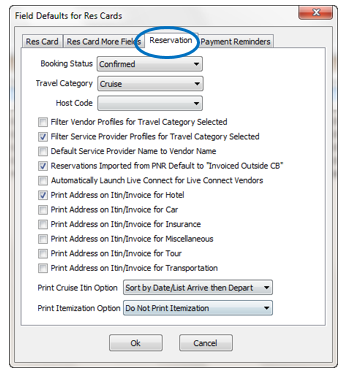 Field Defaults for Res Cards
Res Card Res Card More Fields Reservation Payment Reminders
Booking Status Confirmed
Travel Category Cruise
Host Code
Filter Vendor Profiles for Travel Category Selected
Filter Service Provider Profiles for Travel Category Selected
Default Service Provider Name to Vendor Name
Reservations Imported from PNR Default to "Invoiced Outside CB"
Automatically Launch Live Connect for Live Connect Vendors
Print Address on Itin/Invoice for Hotel
Print Address on Itin/Invoice for Car
Print Address on Itin/Invoice for Insurance
Print Address on Itin/Invoice for Miscellaneous
Print Address on Itin/Invoice for Tour
Print Address on Itin/Invoice for Transportation
Print Cruise Itin Option Sort by Date/List Arrive then Depart
Print Itemization Option Do Not Print Itemization
Ok Cancel